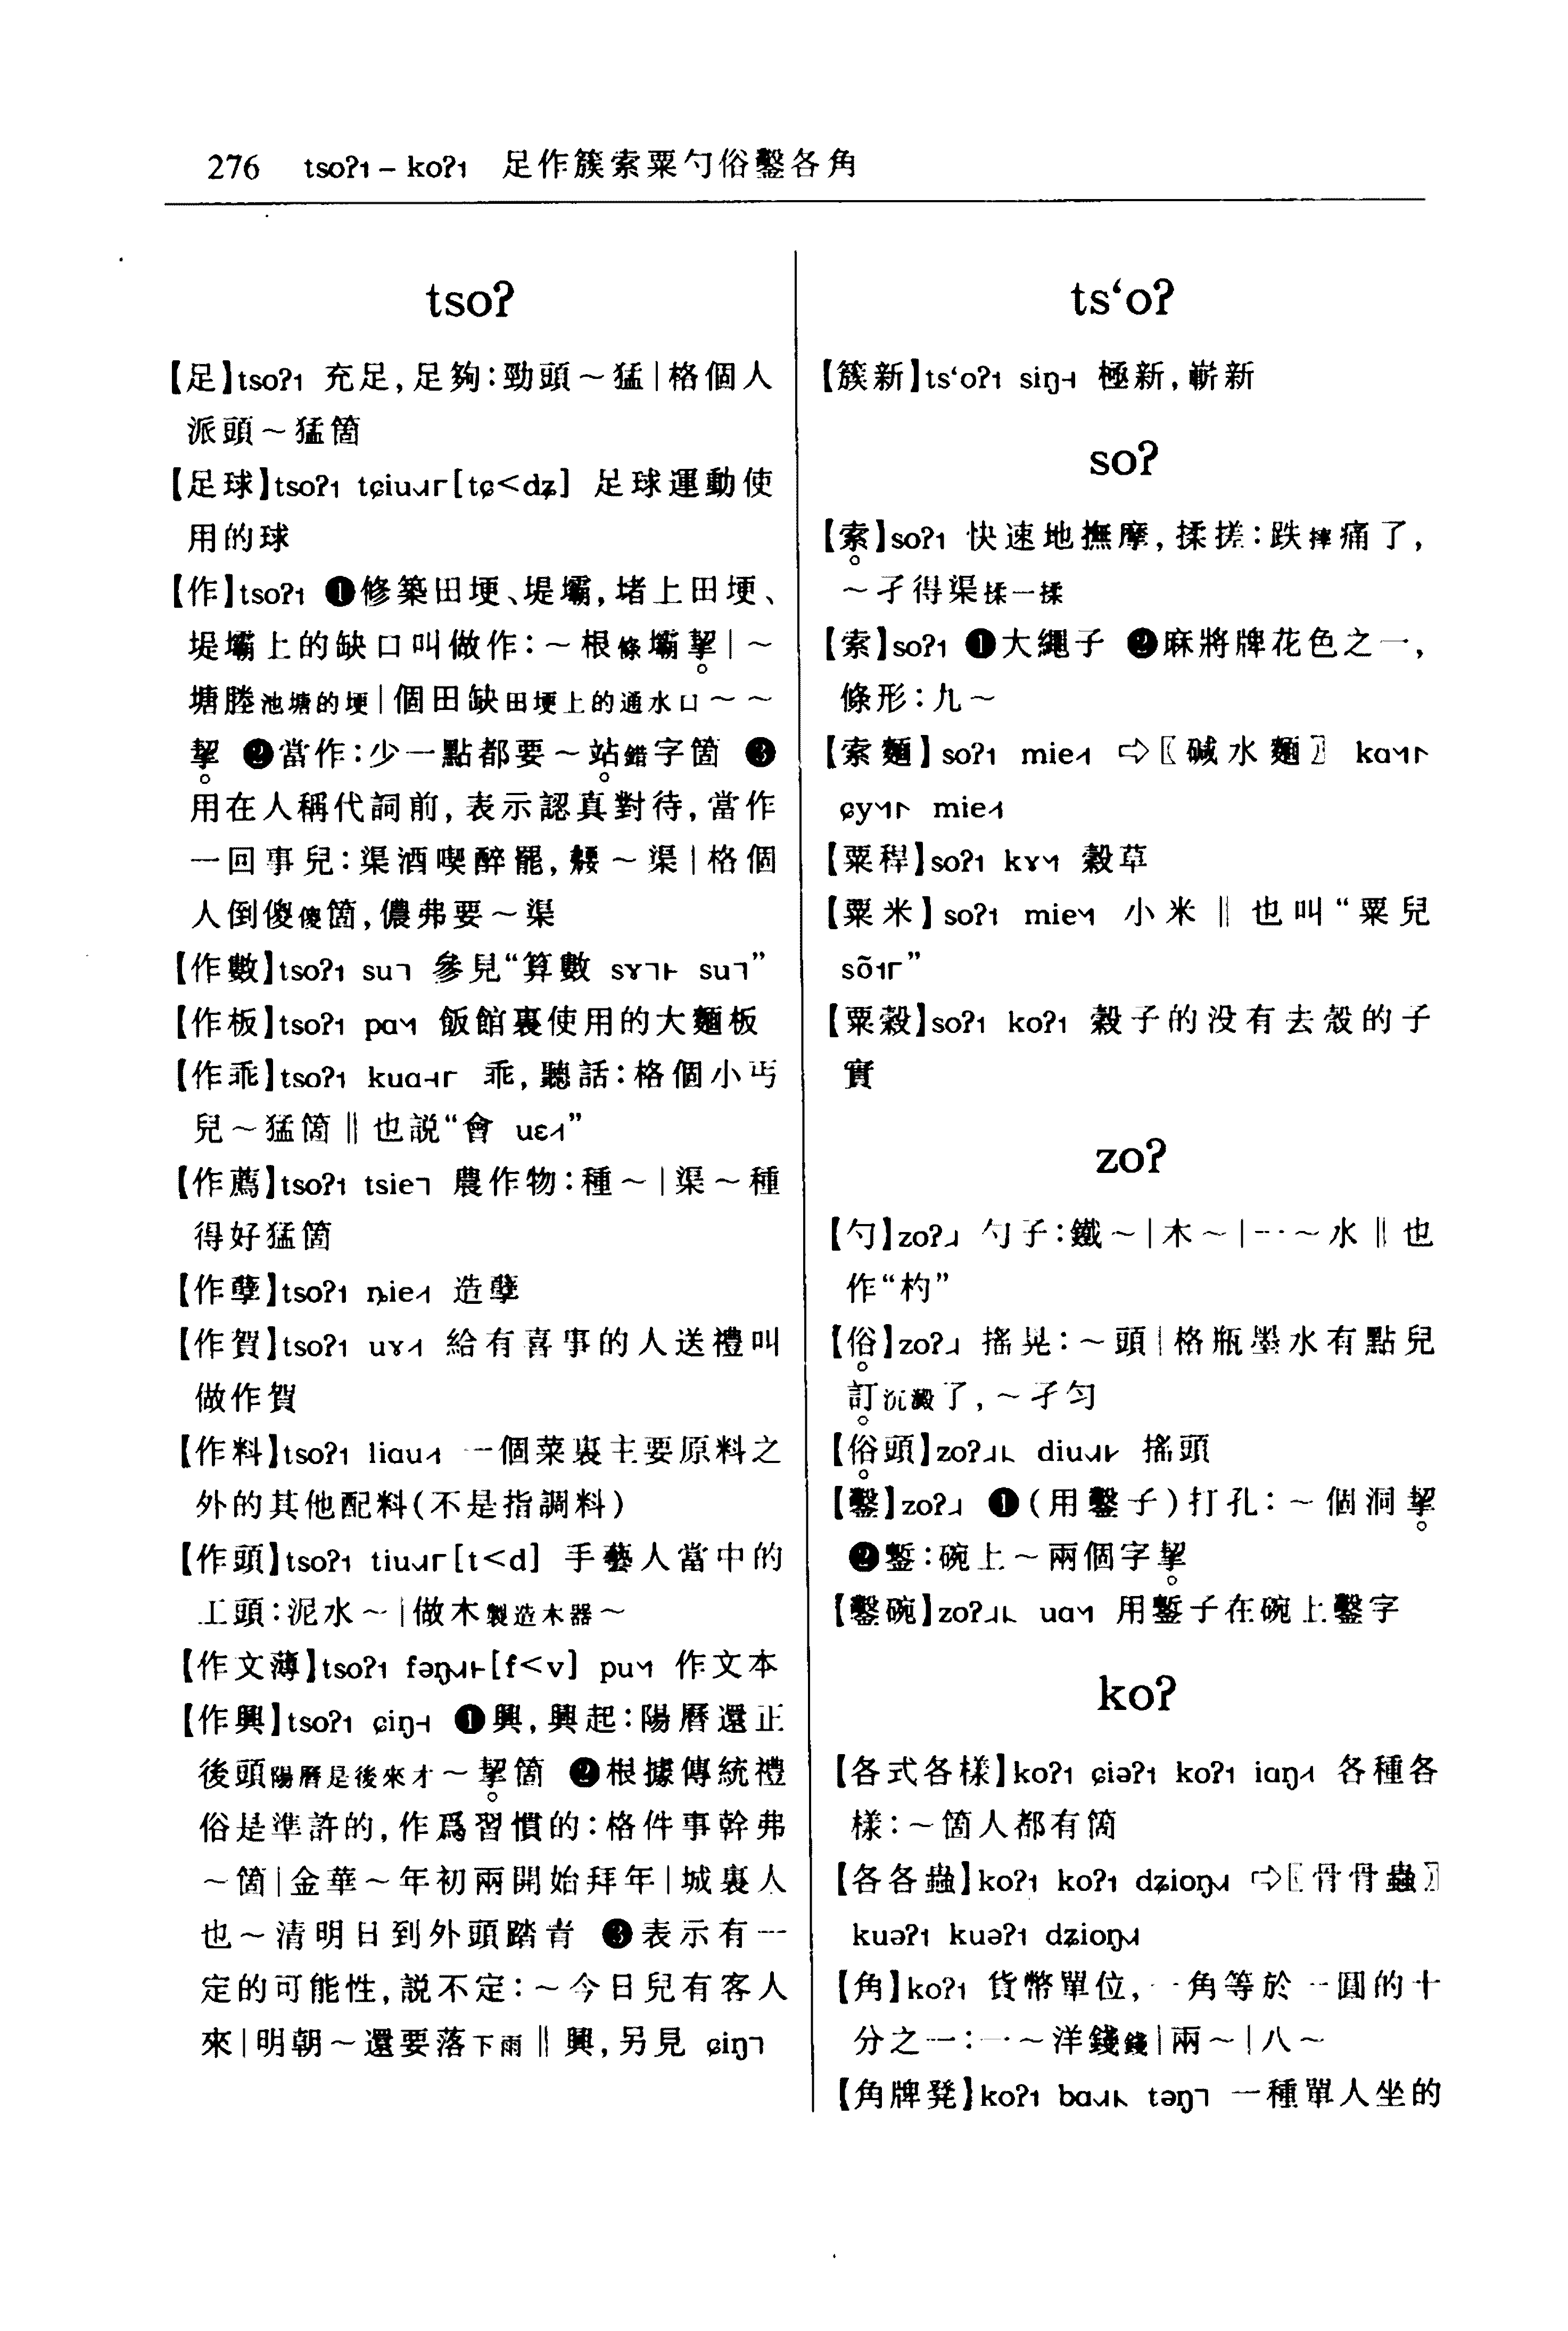 276 tsoʔ˦ – koʔ˦ 足作簇索粟勺俗鑿各角
tsoʔ
【足】tsoʔ˦ 充足,足夠:勁頭～猛|格個人
派頭～猛箇
【足球】tsoʔ˦ tɕiu˩˧[tɕ<dʑ] 足球運動使
用的球
【作】tsoʔ˦ ❶修築田埂、堤壩,堵上田埂、
堤壩上的缺口叫做作:～根條壩挈|～
塘塍池塘的埂|個田缺田埂上的通水口～～
挈 ❷當作:少一點都要～站錯字箇 ❸
用在人稱代詞前,表示認真對待,當作
一回事兒:渠酒喫醉罷,覅～渠|格個
人倒傻傻箇,儂弗要～渠
【作數】tsoʔ˦ su˥ 參見“算數 sɤ˥ su˥”
【作板】tsoʔ˦ pɑ 飯館裏使用的大麵板
【作乖】tsoʔ˦ kuɑ 乖,聽話:格個小丐
兒～猛箇‖也説“會 uɛ”
【作薦】tsoʔ˦ tsie˥ 農作物:種～|渠～種
得好猛箇
【作孽】tsoʔ˦ ȵie 造孽
【作賀】tsoʔ˦ uɤ 給有喜事的人送禮叫
做作賀
【作料】tsoʔ˦ liɑu 一個菜裏主要原料之
外的其他配料(不是指調料)
【作頭】tsoʔ˦ tiu[t<d] 手藝人當中的
工頭:泥水～|做木製造木器～
【作文薄】tsoʔ˦ fəŋ[f<v] pu 作文本
【作興】tsoʔ˦ ɕiŋ ❶興,興起:陽曆還正
後頭陽曆是後來才～挈箇 ❷根據傳統禮
俗是準許的,作爲習慣的:格件事幹弗
～箇|金華～年初兩開始拜年|城裏人
也～清明日到外頭踏青 ❸表示有一
定的可能性,説不定:～今日兒有客人
來|明朝～還要落下雨‖興,另見 ɕiŋ˥
tsʻoʔ
【簇新】tsʻoʔ˦ siŋ 極新,嶄新
soʔ
【索】soʔ˦ 快速地撫摩,揉搓:跌摔痛了,
～孑得渠揉一揉
【索】soʔ˦ ❶大繩子 ❷麻將牌花色之一,
條形:九～
【索麵】soʔ˦ mie ⇨〖碱水麵〗 kɑ
ɕy mie
【粟稈】soʔ˦ kɤ 穀草
【粟米】soʔ˦ mie 小米‖也叫“粟兒
sõ”
【粟穀】soʔ˦ koʔ˦ 穀子的没有去殼的子
實
zoʔ
【勺】zoʔ 勺子:鐵～|木～|一～水‖也
作“杓”
【俗】zoʔ 搖晃:～頭|格瓶墨水有點兒
訂沉澱了,～孑勻
【俗頭】zoʔ diu 搖頭
【鑿】zoʔ ❶(用鑿子)打孔:～個洞挈
❷鏨:碗上～兩個字挈
【鑿碗】zoʔ uɑ 用鏨子在碗上鑿字
koʔ
【各式各樣】koʔ˦ ɕiəʔ˦ koʔ˦ iɑŋ 各種各
樣:～箇人都有箇
【各各蟲】koʔ˦ koʔ˦ dʑioŋ ⇨〖骨骨蟲〗
kuəʔ˦ kuəʔ˦ dʑioŋ
【角】koʔ˦ 貨幣單位,一角等於一圓的十
分之一:一～洋錢錢|兩～|八～
【角牌凳】koʔ˦ bɑ təŋ˥ 一種單人坐的